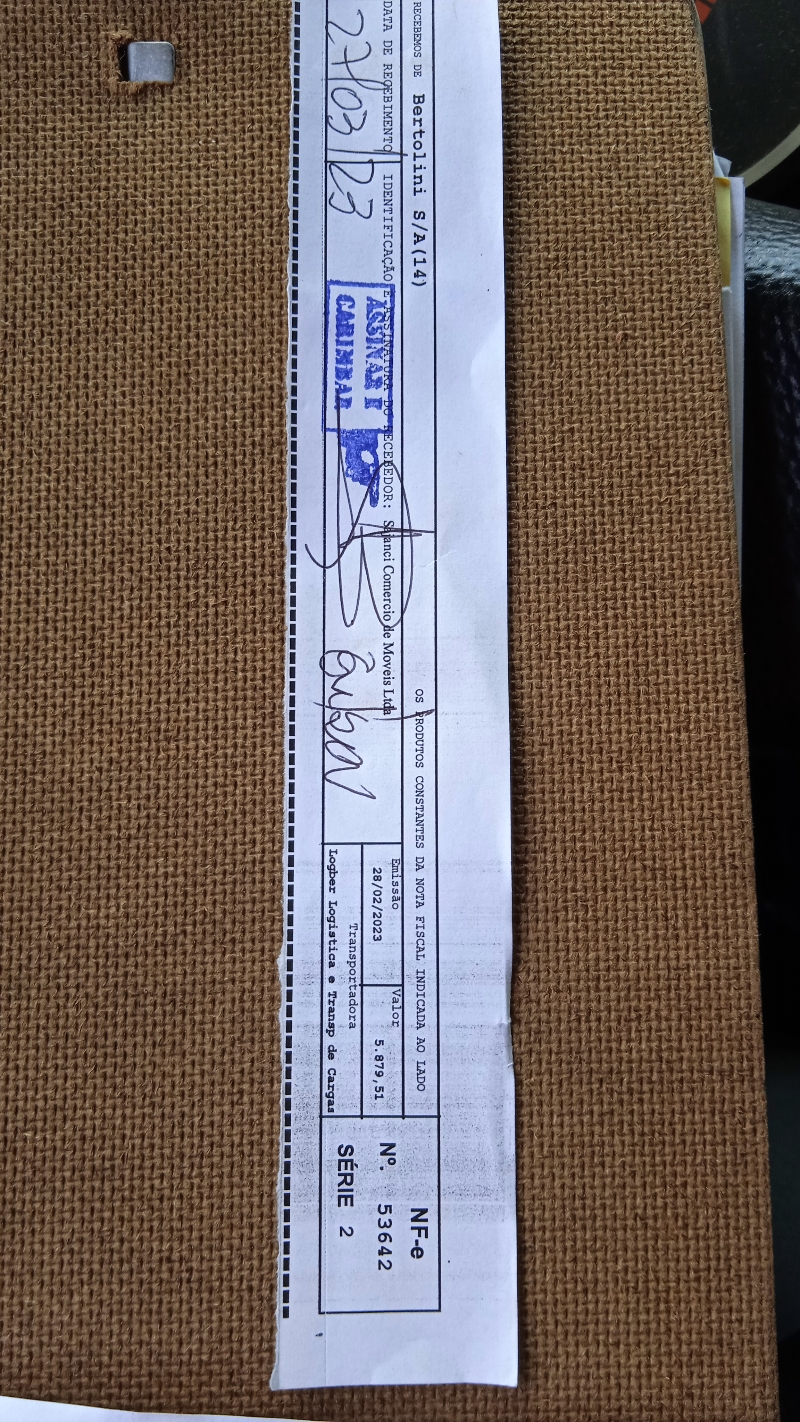 RECEBEMOS DE Bertolini S/A(14) OS PRODUTOS CONSTANTES DA NOTA FISCAL INDICADA AO LADO
DATA DE RECEBIMENTO IDENTIFICAÇÃO E ASSINATURA DO RECEBEDOR: Sajanci Comercio de Moveis Ltda
27/03/23
ASSINAR E
CARIMBAR
Emissão
28/02/2023
Valor
5.879,51
Transportadora
Logber Logistica e Transp de Cargas
NF-e
Nº. 53642
SÉRIE 2